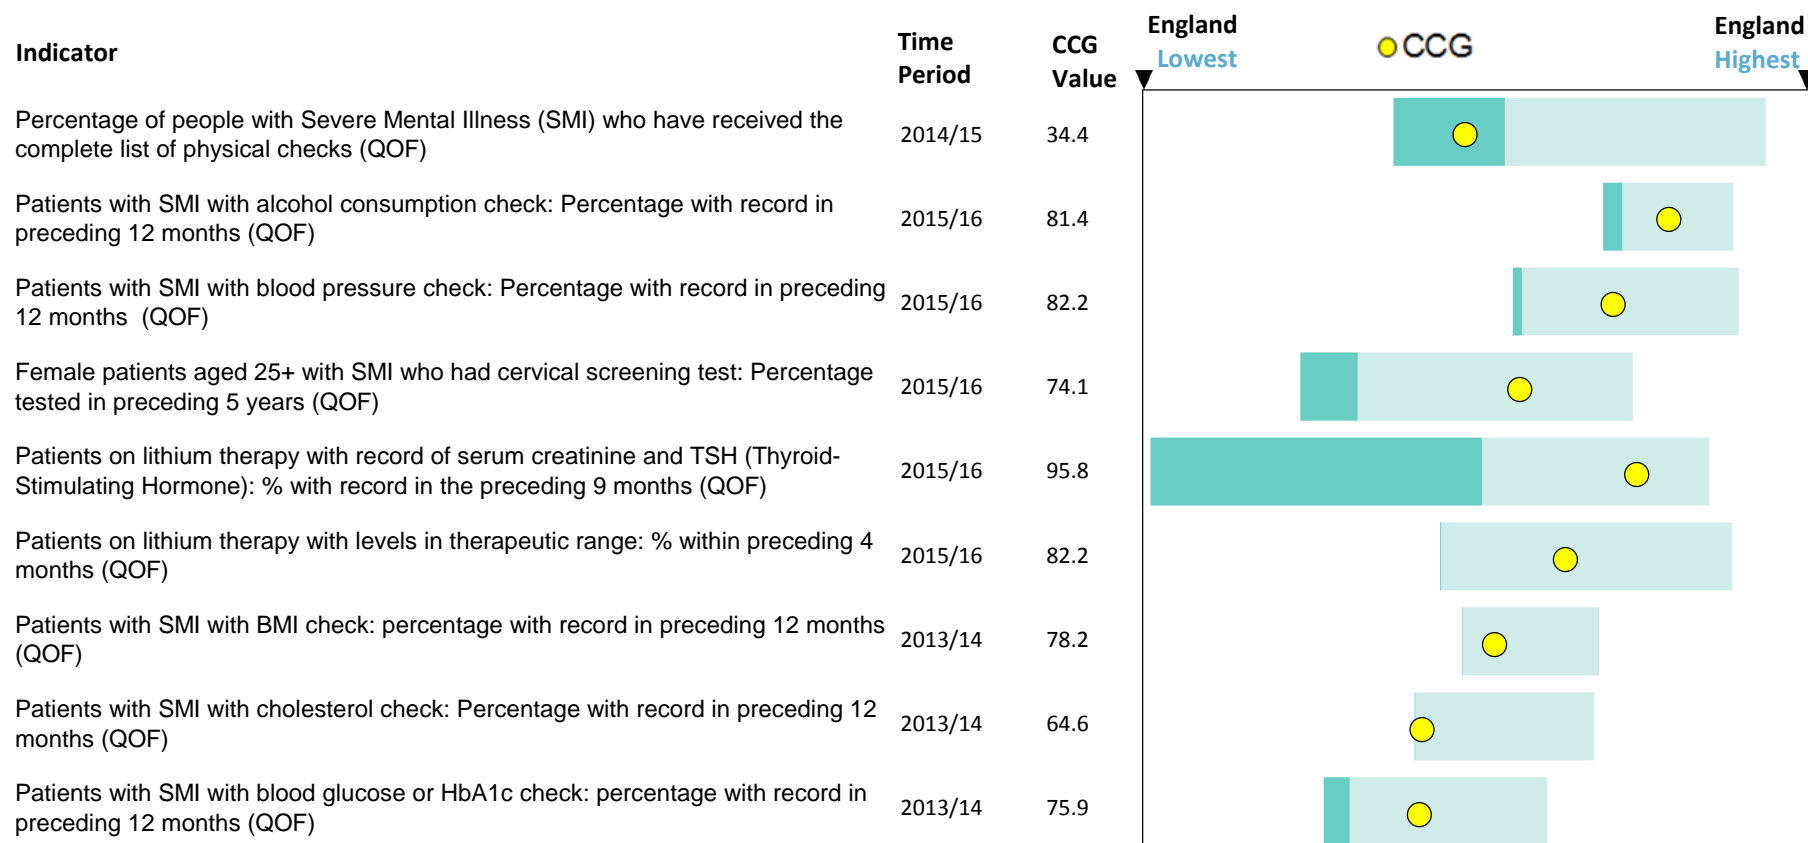 Indicator
Time
Period
CCG
Value
England
Lowest
CCG
England
Highest
Percentage of people with Severe Mental Illness (SMI) who have received the
complete list of physical checks (QOF)
2014/15
34.4
Patients with SMI with alcohol consumption check: Percentage with record in
preceding 12 months (QOF)
2015/16
81.4
Patients with SMI with blood pressure check: Percentage with record in preceding
12 months (QOF)
2015/16
82.2
Female patients aged 25+ with SMI who had cervical screening test: Percentage
tested in preceding 5 years (QOF)
2015/16
74.1
Patients on lithium therapy with record of serum creatinine and TSH (Thyroid-
Stimulating Hormone): % with record in the preceding 9 months (QOF)
2015/16
95.8
Patients on lithium therapy with levels in therapeutic range: % within preceding 4
months (QOF)
2015/16
82.2
Patients with SMI with BMI check: percentage with record in preceding 12 months
(QOF)
2013/14
78.2
Patients with SMI with cholesterol check: Percentage with record in preceding 12
months (QOF)
2013/14
64.6
Patients with SMI with blood glucose or HbA1c check: percentage with record in
preceding 12 months (QOF)
2013/14
75.9